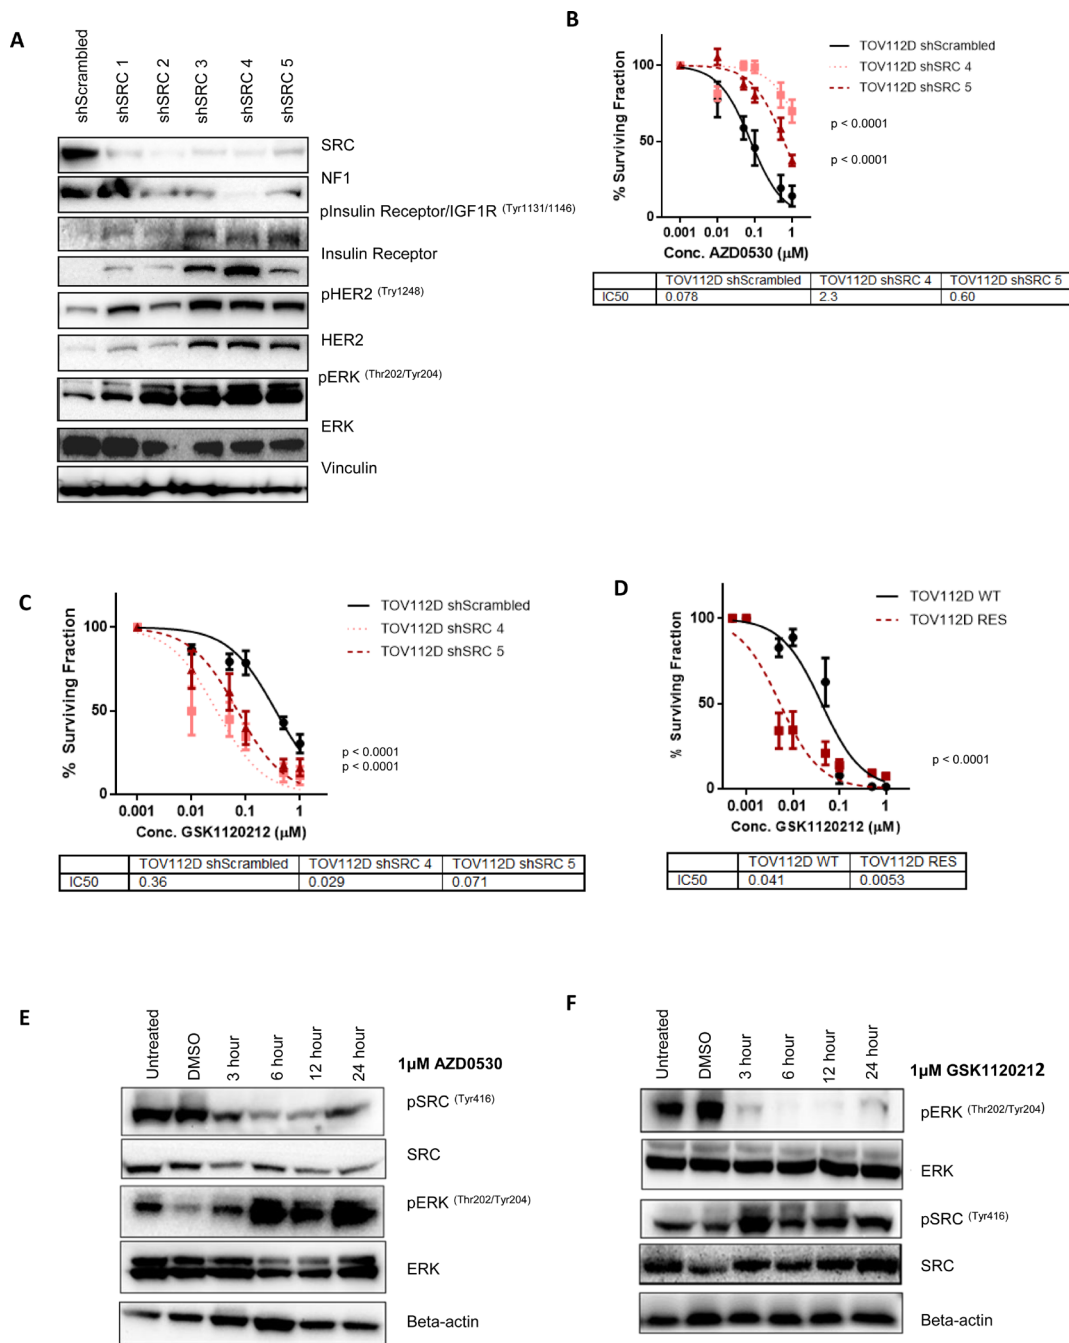 A
shScrambled
shSRC 1
shSRC 2
shSRC 3
shSRC 4
shSRC 5
SRC
NF1
pInsulin Receptor/IGF1R (Tyr1131/1146)
Insulin Receptor
pHER2 (Try1248)
HER2
pERK (Thr202/Tyr204)
ERK
Vinculin
B
% Surviving Fraction
100
50
0
0.001 0.01 0.1 1
Conc. AZD0530 (μM)
TOV112D shScrambled
TOV112D shSRC 4
TOV112D shSRC 5
p < 0.0001
p < 0.0001
TOV112D shScrambled TOV112D shSRC 4 TOV112D shSRC 5
IC50 0.078 2.3 0.60
C
% Surviving Fraction
100
50
0
0.001 0.01 0.1 1
Conc. GSK1120212 (μM)
TOV112D shScrambled
TOV112D shSRC 4
TOV112D shSRC 5
p < 0.0001
p < 0.0001
TOV112D shScrambled TOV112D shSRC 4 TOV112D shSRC 5
IC50 0.36 0.029 0.071
D
% Surviving Fraction
100
50
0
0.001 0.01 0.1 1
Conc. GSK1120212 (μM)
TOV112D WT
TOV112D RES
p < 0.0001
TOV112D WT TOV112D RES
IC50 0.041 0.0053
E
Untreated
DMSO
3 hour
6 hour
12 hour
24 hour
1μM AZD0530
pSRC (Tyr416)
SRC
pERK (Thr202/Tyr204)
ERK
Beta-actin
F
Untreated
DMSO
3 hour
6 hour
12 hour
24 hour
1μM GSK1120212
pERK (Thr202/Tyr204)
ERK
pSRC (Tyr416)
SRC
Beta-actin